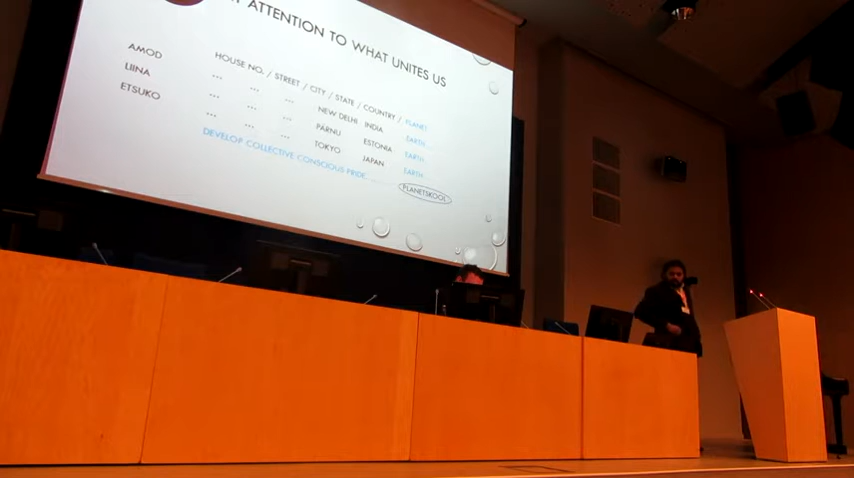 ATTENTION TO WHAT UNITES US
HOUSE NO. / STREET / CITY / STATE / COUNTRY / PLANET
AMOD ... ... ... NEW DELHI INDIA EARTH
LIINA ... ... ... PÄRNU ESTONIA EARTH
ETSUKO ... ... ... TOKYO JAPAN EARTH
DEVELOP COLLECTIVE CONSCIOUS PRIDE............ PLANETSKOOL